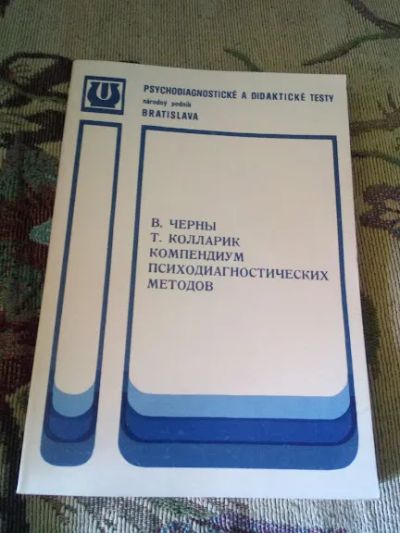 PSYCHODIAGNOSTICKÉ A DIDAKTICKÉ TESTY
národný podnik
BRATISLAVA
В. ЧЕРНЫ
Т. КОЛЛАРИК
КОМПЕНДИУМ
ПСИХОДИАГНОСТИЧЕСКИХ
МЕТОДОВ